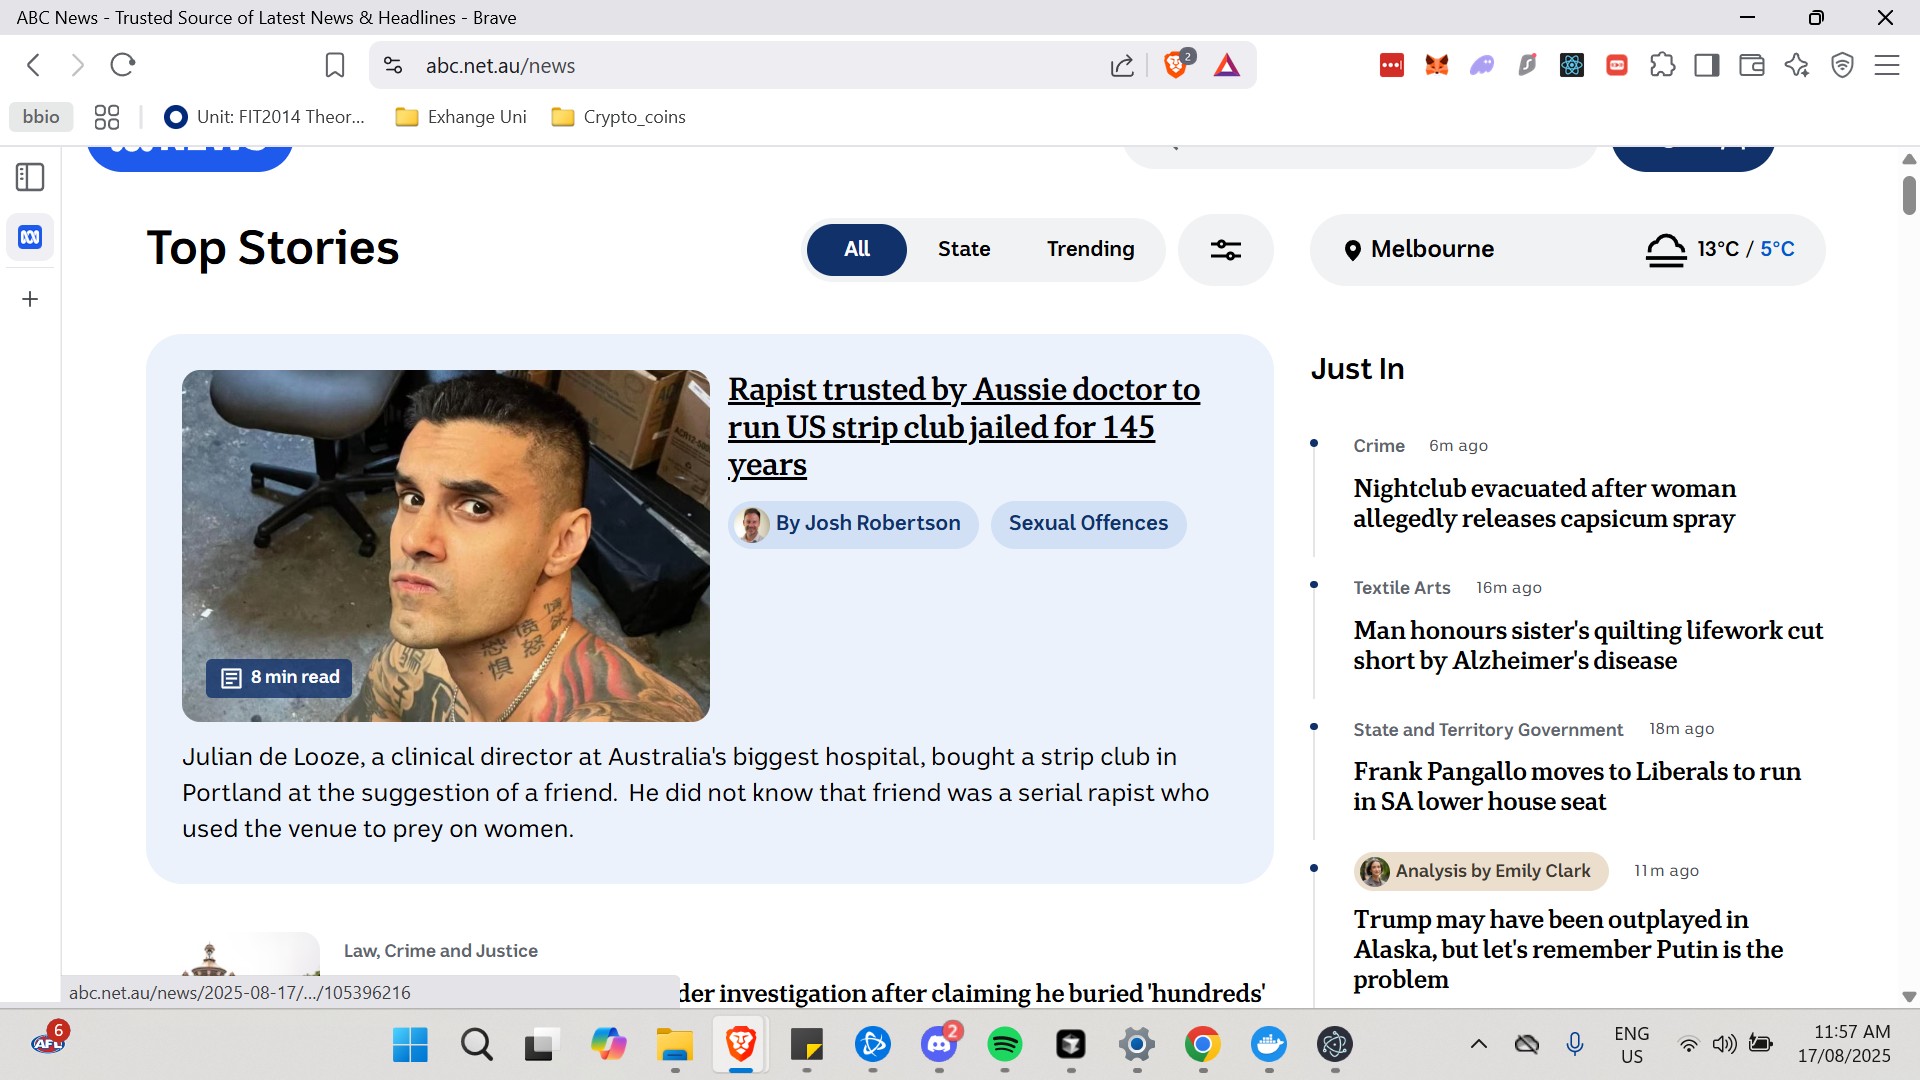 ABC News - Trusted Source of Latest News & Headlines - Brave
abc.net.au/news
2
bbio
Unit: FIT2014 Theor...
Exhange Uni
Crypto_coins
Top Stories
All
State
Trending
Melbourne
13°C / 5°C
Rapist trusted by Aussie doctor to
run US strip club jailed for 145
years
By Josh Robertson
Sexual Offences
8 min read
Julian de Looze, a clinical director at Australia's biggest hospital, bought a strip club in
Portland at the suggestion of a friend. He did not know that friend was a serial rapist who
used the venue to prey on women.
Law, Crime and Justice
der investigation after claiming he buried 'hundreds'
Just In
Crime 6m ago
Nightclub evacuated after woman
allegedly releases capsicum spray
Textile Arts 16m ago
Man honours sister's quilting lifework cut
short by Alzheimer's disease
State and Territory Government 18m ago
Frank Pangallo moves to Liberals to run
in SA lower house seat
Analysis by Emily Clark 11m ago
Trump may have been outplayed in
Alaska, but let's remember Putin is the
problem
abc.net.au/news/2025-08-17/.../105396216
AFL
6
2
ENG
US
11:57 AM
17/08/2025